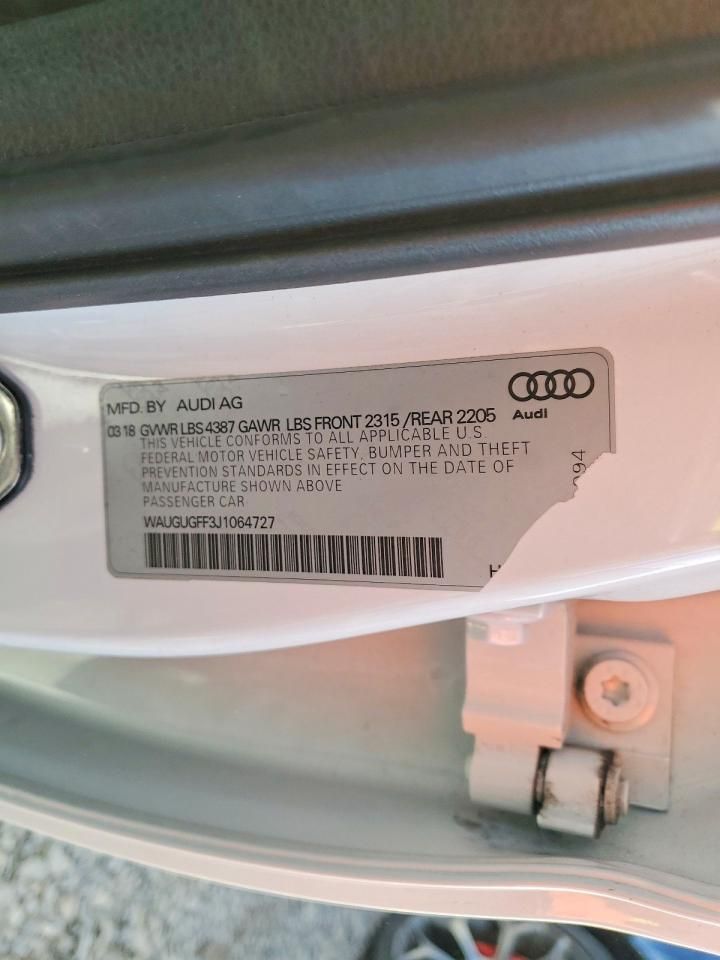 MFD. BY AUDI AG
03 18 GVWR LBS 4387 GAWR LBS FRONT 2315 /REAR 2205
THIS VEHICLE CONFORMS TO ALL APPLICABLE U.S.
FEDERAL MOTOR VEHICLE SAFETY, BUMPER AND THEFT
PREVENTION STANDARDS IN EFFECT ON THE DATE OF
MANUFACTURE SHOWN ABOVE
PASSENGER CAR
WAUGUGFF3J1064727
Audi
094
H